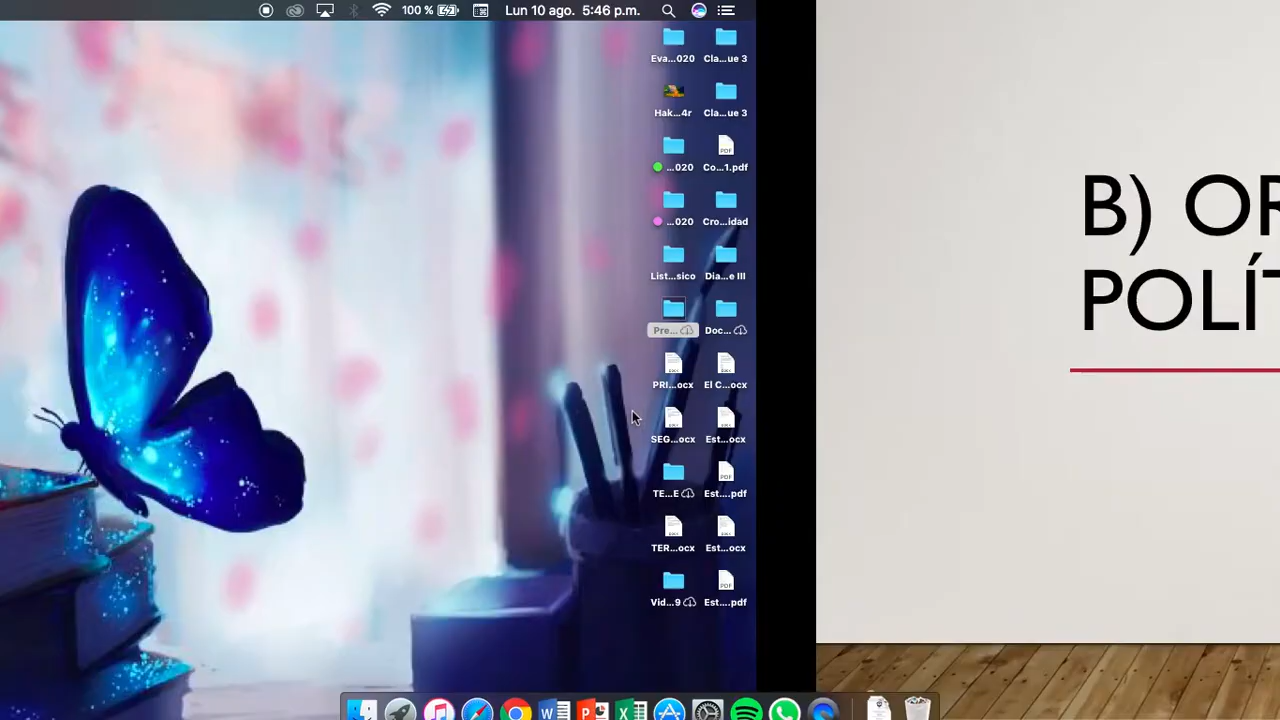 100 %
Lun 10 ago. 5:46 p.m.
Eva...020
Cla...ue 3
Hak...4r
Cla...ue 3
...020
Co...1.pdf
...020
Cro...idad
List...sico
Dia...e III
Pre...
Doc...
PRI...ocx
El C...ocx
SEG...ocx
Est...ocx
TE...E
Est....pdf
TER...ocx
Est...ocx
Vid...9
Est....pdf
PDF
DOCX
W
P
X
B) OR
POLÍT